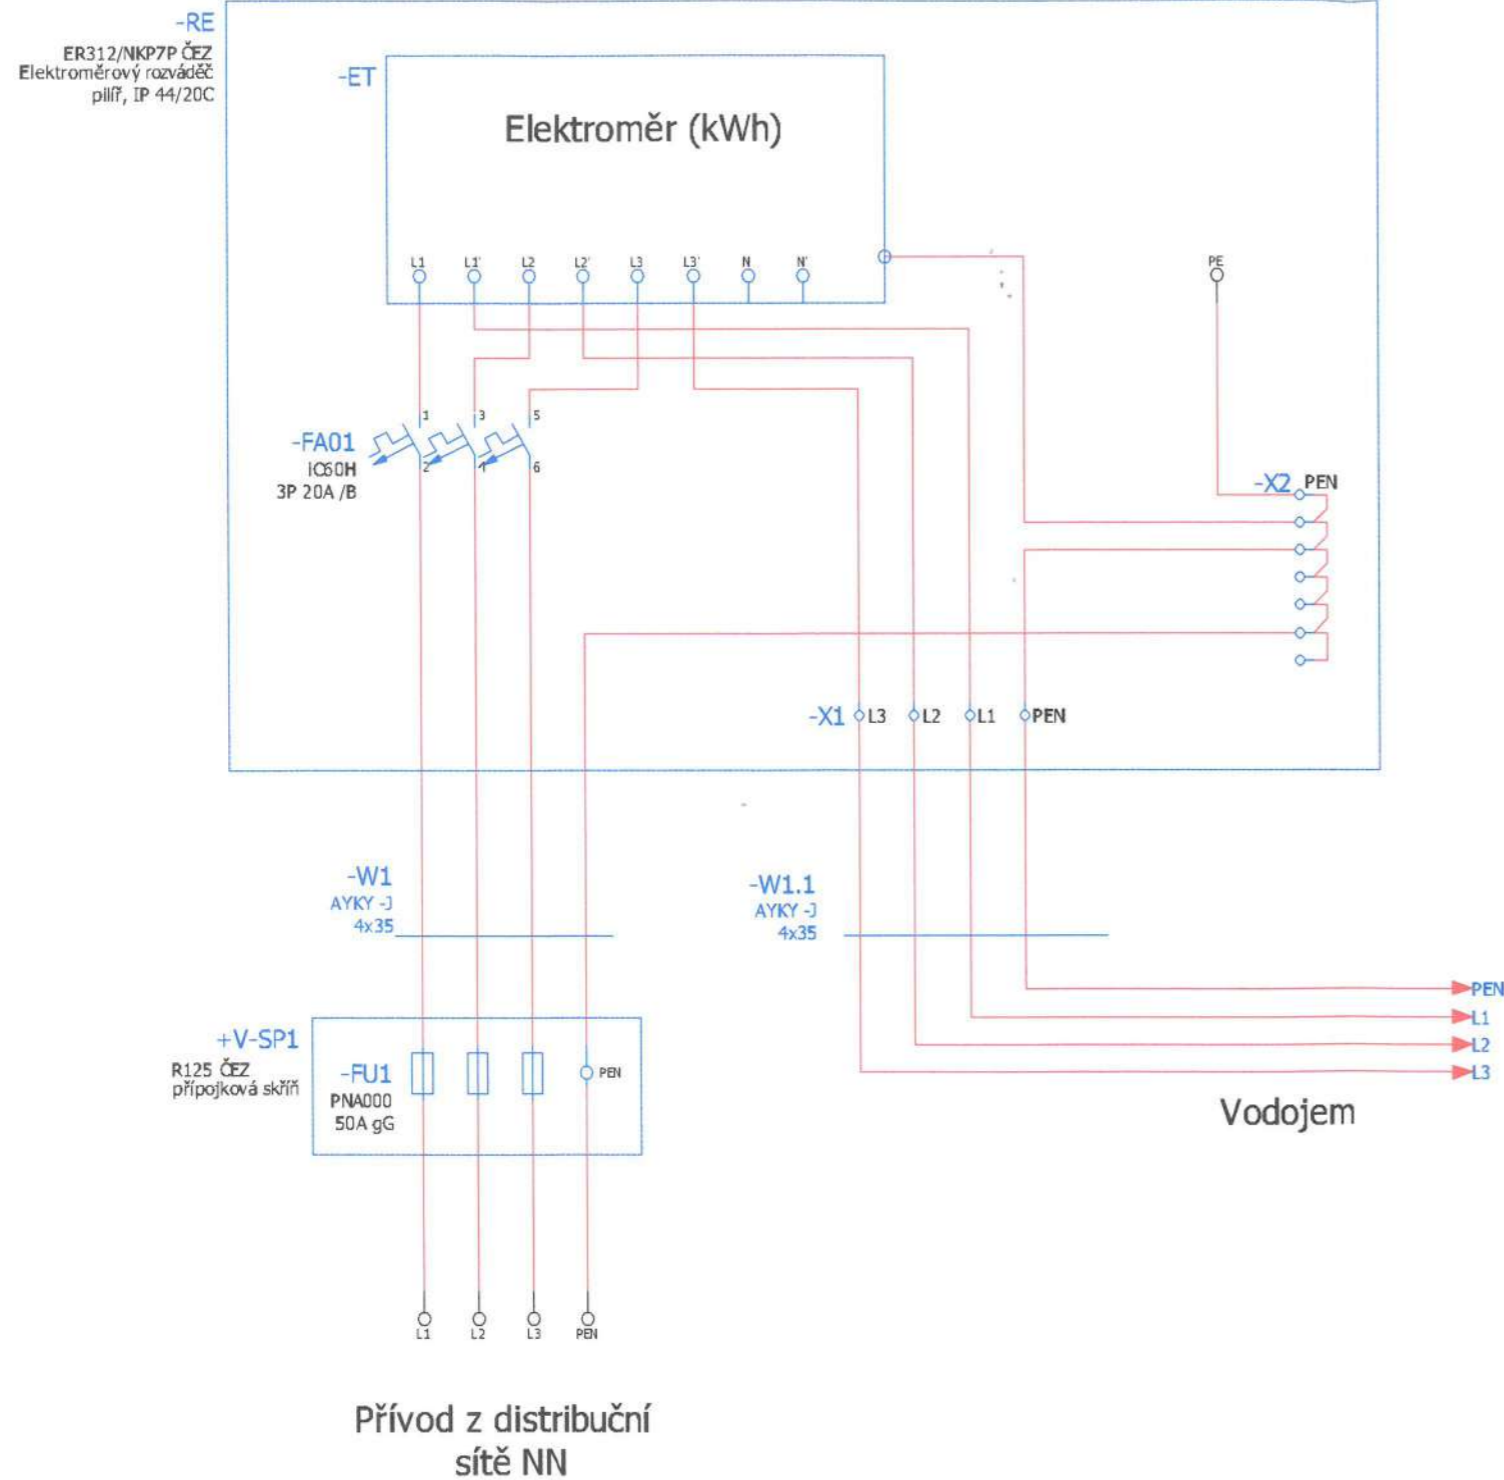 -RE
ER312/NKP7P ČEZ
Elektroměrový rozváděč
pilíř, IP 44/20C
-ET
Elektroměr (kWh)
L1 L1' L2 L2' L3 L3' N N'
PE
-FA01
iC60H
3P 20A /B
1 3 5
2 4 6
-X2 PEN
-X1 L3 L2 L1 PEN
-W1
AYKY -J
4x35
-W1.1
AYKY -J
4x35
PEN
L1
L2
L3
Vodojem
+V-SP1
R125 ČEZ
přípojková skříň
-FU1
PNA000
50A gG
PEN
L1 L2 L3 PEN
Přívod z distribuční
sítě NN